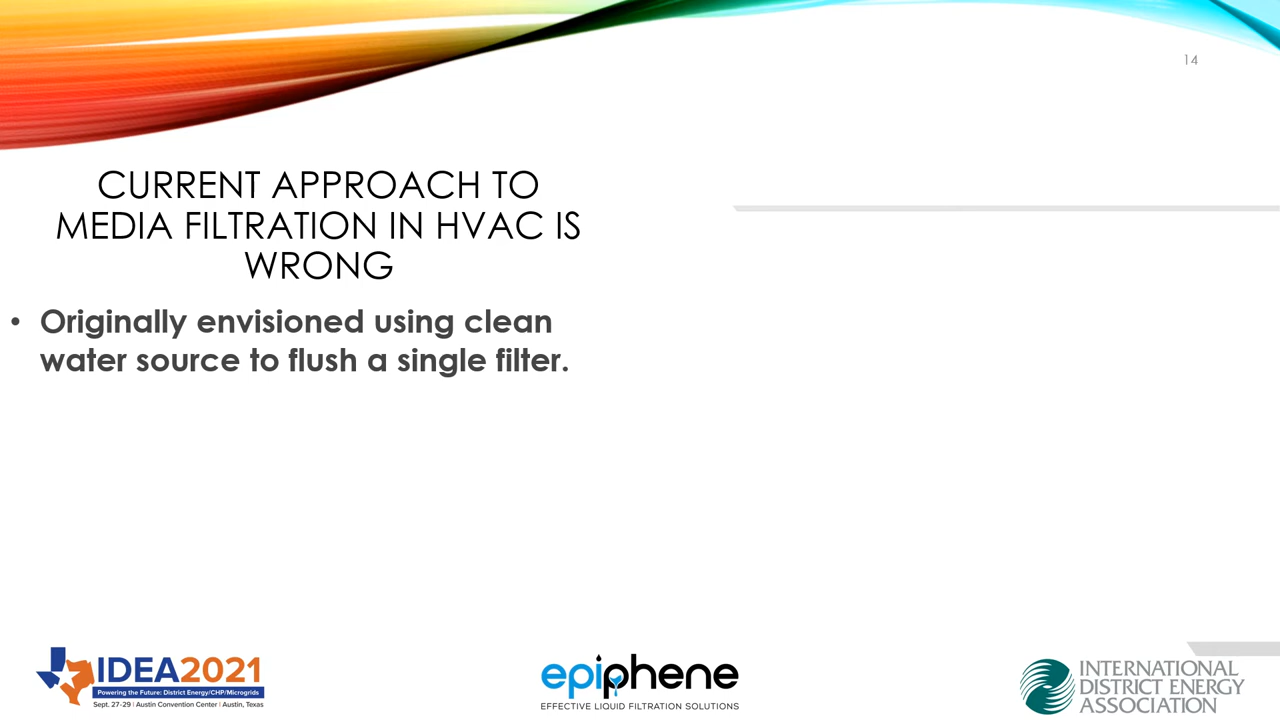 14
CURRENT APPROACH TO
MEDIA FILTRATION IN HVAC IS
WRONG
• Originally envisioned using clean
water source to flush a single filter.
IDEA2021
Powering the Future: District Energy/CHP/Microgrids
Sept. 27-29 | Austin Convention Center | Austin, Texas
epiphene
EFFECTIVE LIQUID FILTRATION SOLUTIONS
INTERNATIONAL
DISTRICT ENERGY
ASSOCIATION